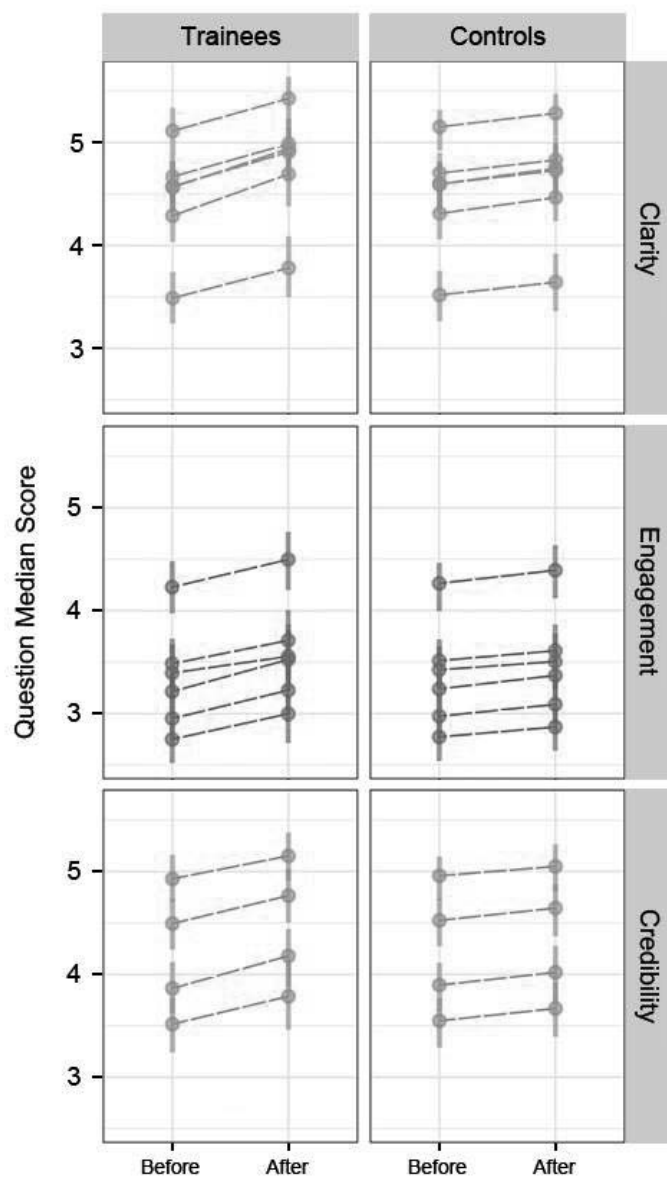 Trainees
Controls
5
4
3
Clarity
Question Median Score
5
4
3
Engagement
5
4
3
Credibility
Before
After
Before
After